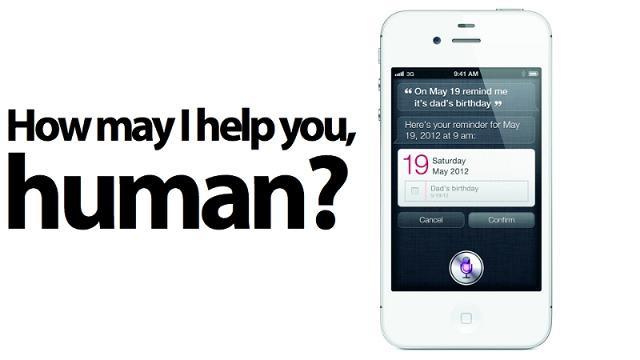 How may I help you,
human?
3G 9:41 AM
“ On May 19 remind me
it's dad's birthday ”
Here's your reminder for May
19, 2012 at 9 am:
19 Saturday
May 2012
Dad's birthday
Cancel Confirm